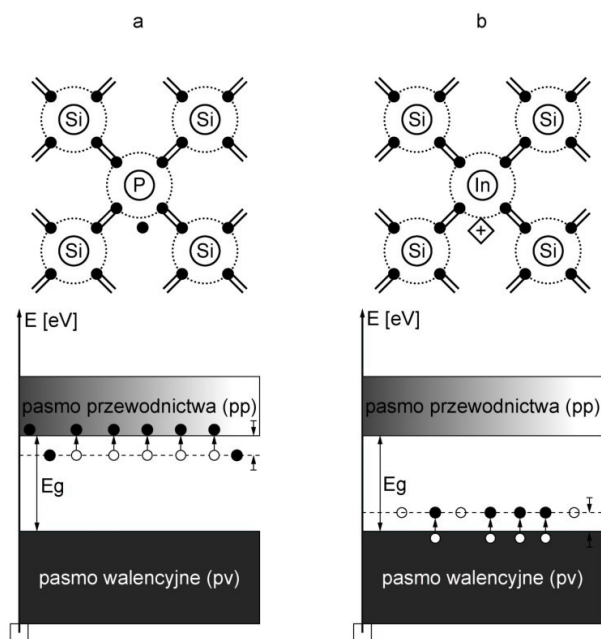 a
b
Si
Si
P
Si
Si
Si
Si
In
+
Si
Si
E [eV]
pasmo przewodnictwa (pp)
Eg
pasmo walencyjne (pv)
E [eV]
pasmo przewodnictwa (pp)
Eg
pasmo walencyjne (pv)